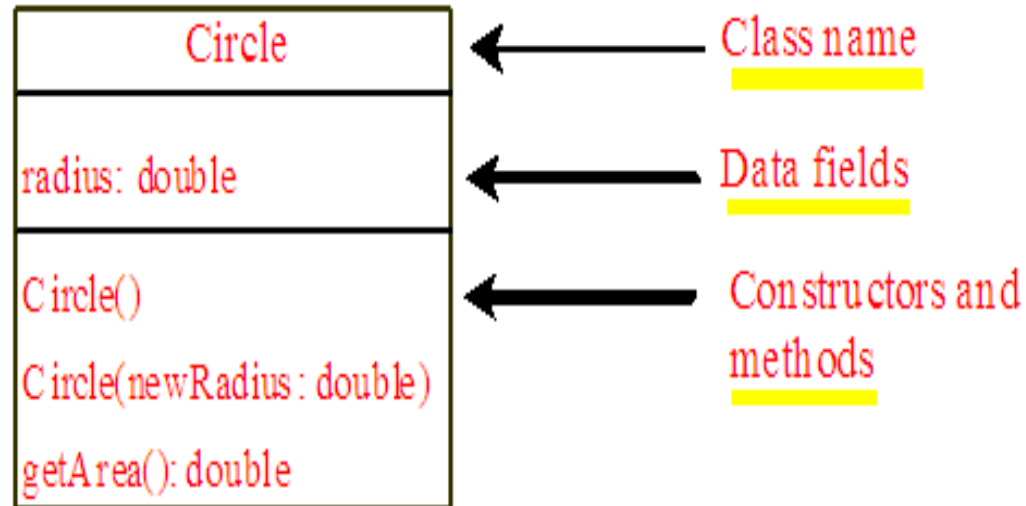 Circle
Class name
radius: double
Data fields
Circle()
Circle(newRadius: double)
getArea(): double
Constructors and
methods